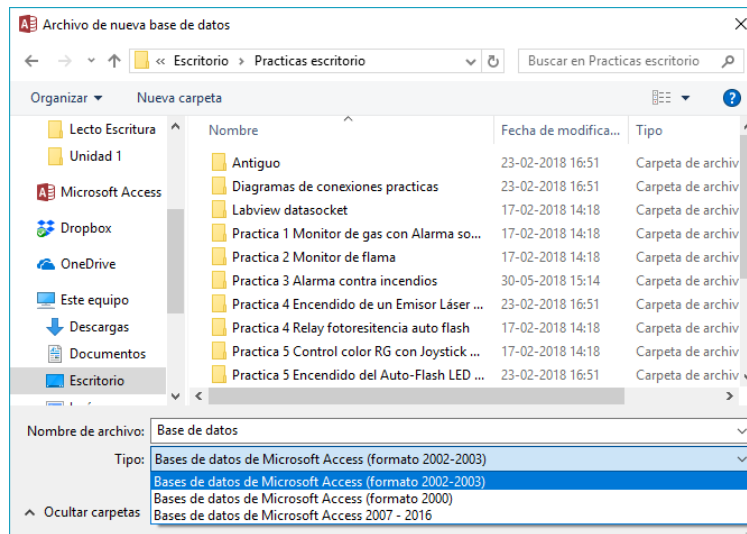 Archivo de nueva base de datos
« Escritorio > Practicas escritorio
Buscar en Practicas escritorio
Organizar
Nueva carpeta
Lecto Escritura
Unidad 1
Microsoft Access
Dropbox
OneDrive
Este equipo
Descargas
Documentos
Escritorio
Nombre Fecha de modifica... Tipo
Antiguo 23-02-2018 16:51 Carpeta de archiv
Diagramas de conexiones practicas 23-02-2018 16:51 Carpeta de archiv
Labview datasocket 17-02-2018 14:18 Carpeta de archiv
Practica 1 Monitor de gas con Alarma so... 17-02-2018 14:18 Carpeta de archiv
Practica 2 Monitor de flama 17-02-2018 14:18 Carpeta de archiv
Practica 3 Alarma contra incendios 30-05-2018 15:14 Carpeta de archiv
Practica 4 Encendido de un Emisor Láser ... 23-02-2018 16:51 Carpeta de archiv
Practica 4 Relay fotoresitencia auto flash 17-02-2018 14:18 Carpeta de archiv
Practica 5 Control color RG con Joystick ... 17-02-2018 14:18 Carpeta de archiv
Practica 5 Encendido del Auto-Flash LED ... 23-02-2018 16:51 Carpeta de archiv
Nombre de archivo: Base de datos
Tipo: Bases de datos de Microsoft Access (formato 2002-2003)
Bases de datos de Microsoft Access (formato 2002-2003)
Bases de datos de Microsoft Access (formato 2000)
Bases de datos de Microsoft Access 2007 - 2016
Ocultar carpetas